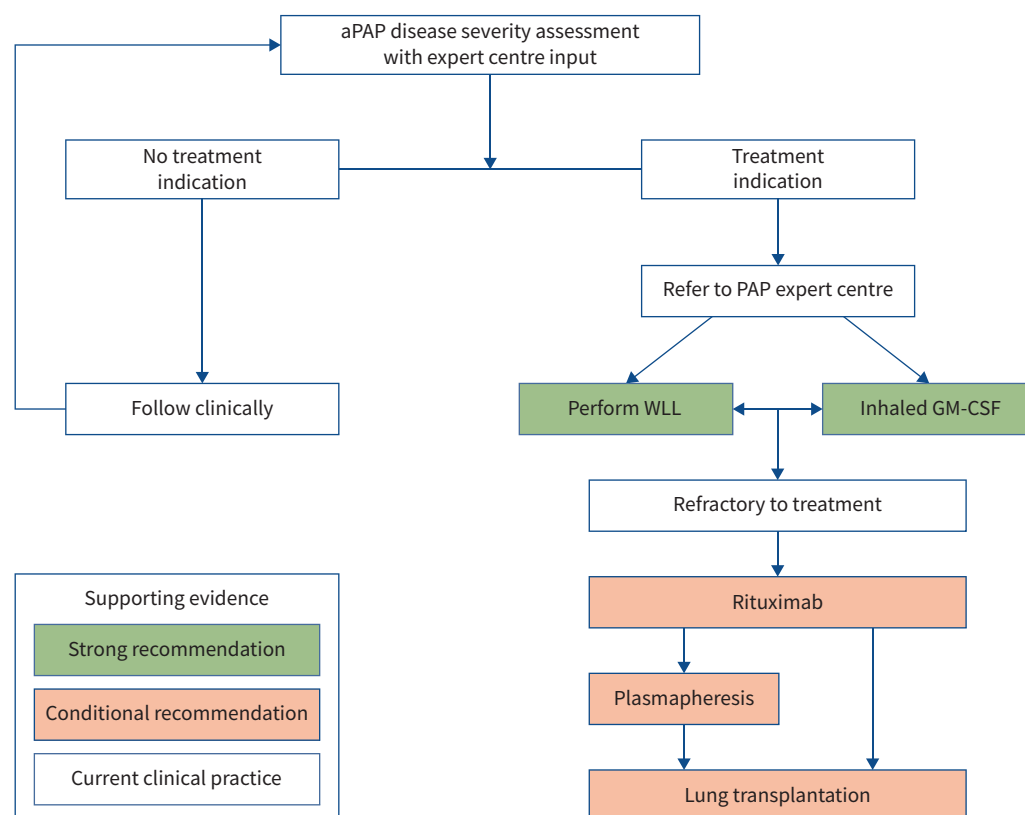 aPAP disease severity assessment
with expert centre input
No treatment
indication
Treatment
indication
Refer to PAP expert centre
Follow clinically
Perform WLL
Inhaled GM-CSF
Refractory to treatment
Rituximab
Plasmapheresis
Lung transplantation
Supporting evidence
Strong recommendation
Conditional recommendation
Current clinical practice